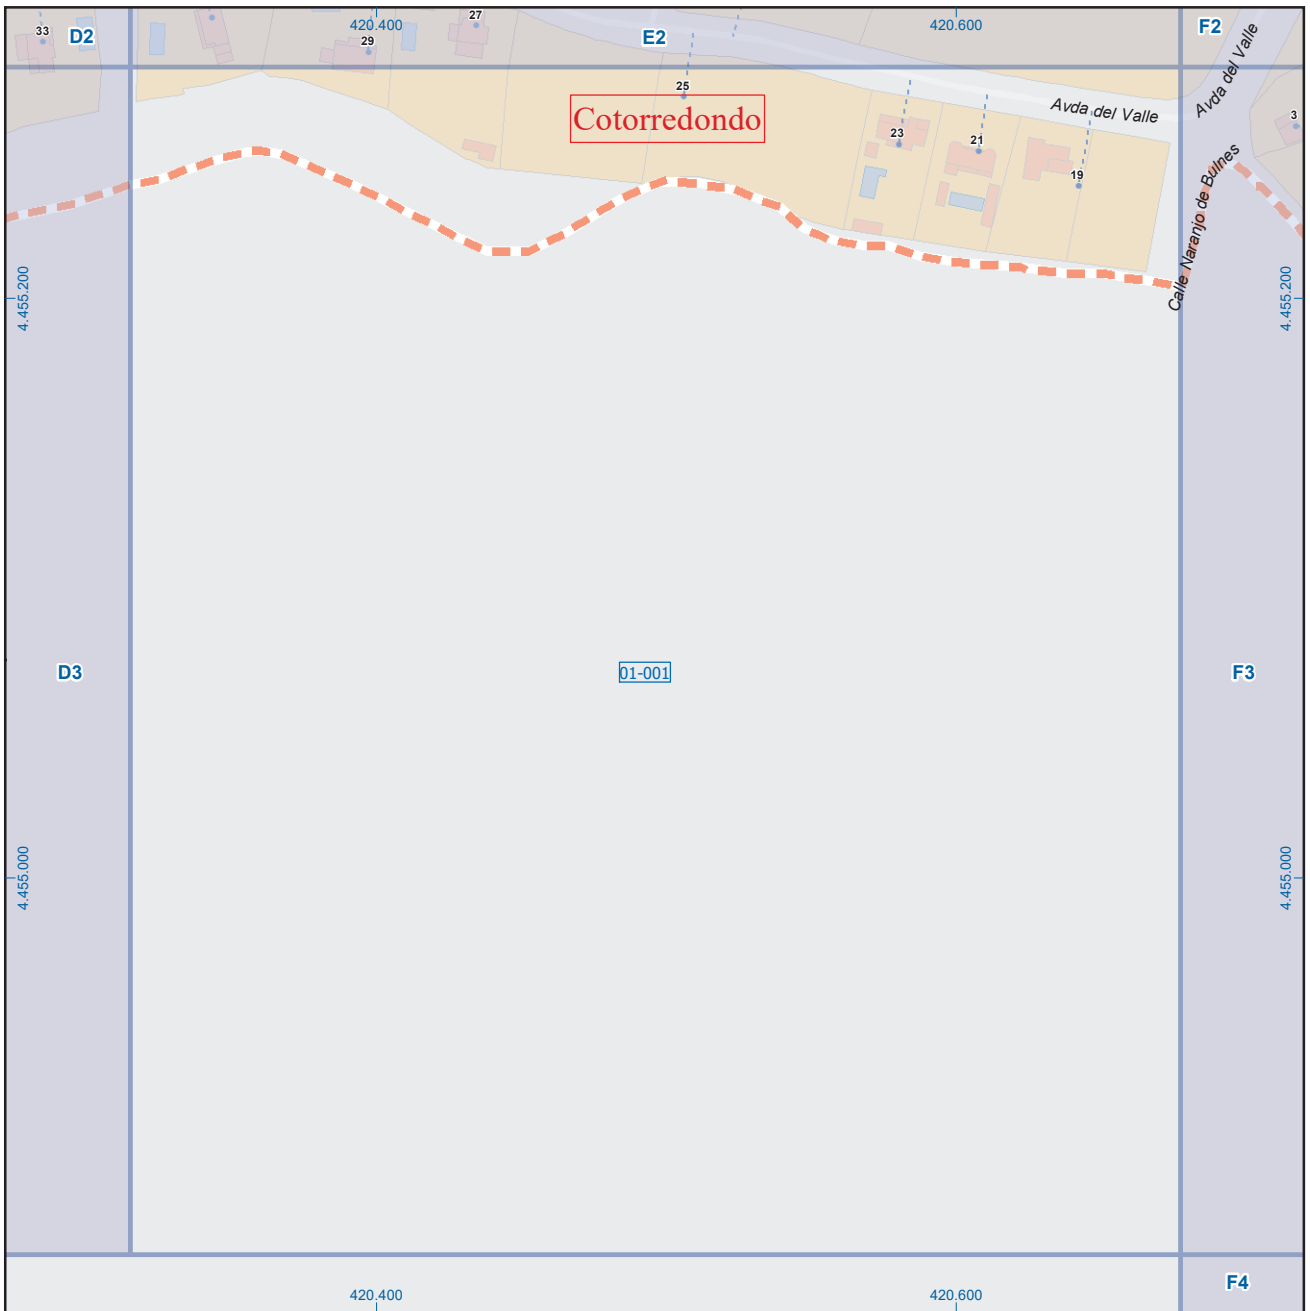 420.400
420.600
D2
E2
F2
33
29
27
25
23
21
19
3
Cotorredondo
Avda del Valle
Avda del Valle
Calle Naranjo de Bulnes
4.455.200
4.455.200
D3
01-001
F3
4.455.000
4.455.000
F4
420.400
420.600